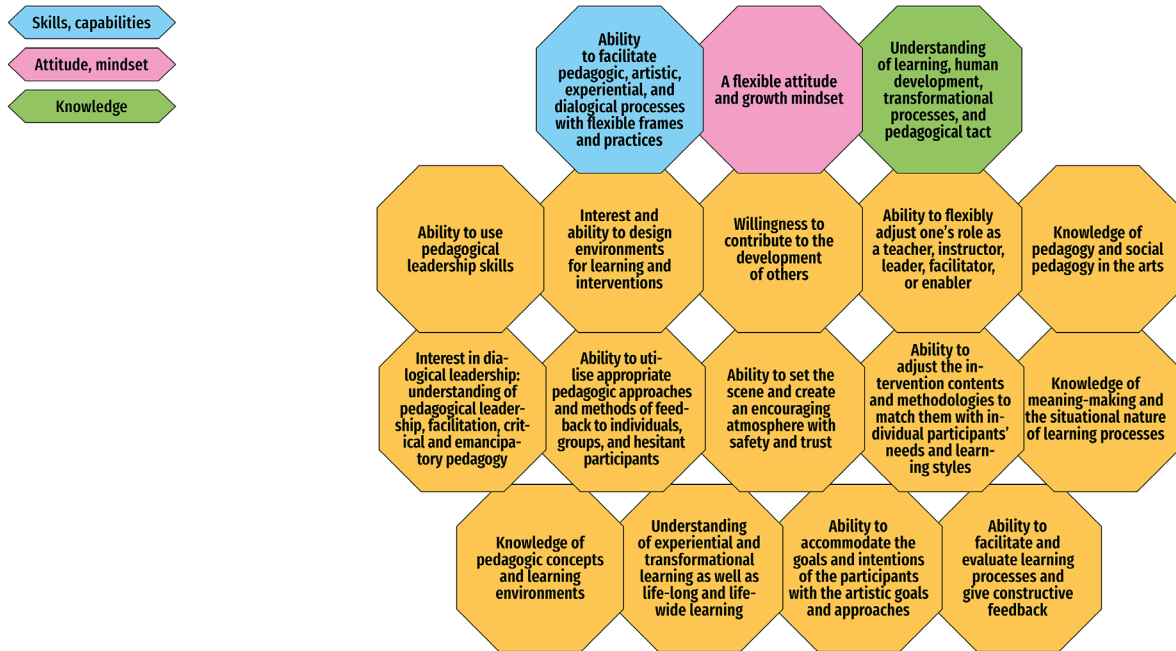 Skills, capabilities
Attitude, mindset
Knowledge
Ability
to facilitate
pedagogic, artistic,
experiential, and
dialogical processes
with flexible frames
and practices
A flexible attitude
and growth mindset
Understanding
of learning, human
development,
transformational
processes, and
pedagogical tact
Ability to use
pedagogical
leadership skills
Interest and
ability to design
environments
for learning and
interventions
Willingness to
contribute to the
development
of others
Ability to flexibly
adjust one’s role as
a teacher, instructor,
leader, facilitator,
or enabler
Knowledge of
pedagogy and social
pedagogy in the arts
Interest in dia-
logical leadership:
understanding of
pedagogical leader-
ship, facilitation, crit-
ical and emancipa-
tory pedagogy
Ability to uti-
lise appropriate
pedagogic approaches
and methods of feed-
back to individuals,
groups, and hesitant
participants
Ability to set the
scene and create
an encouraging
atmosphere with
safety and trust
Ability to
adjust the in-
tervention contents
and methodologies to
match them with in-
dividual participants’
needs and learn-
ing styles
Knowledge of
meaning-making and
the situational nature
of learning processes
Knowledge of
pedagogic concepts
and learning
environments
Understanding
of experiential and
transformational
learning as well as
life-long and life-
wide learning
Ability to
accommodate the
goals and intentions
of the participants
with the artistic goals
and approaches
Ability to
facilitate and
evaluate learning
processes and
give constructive
feedback